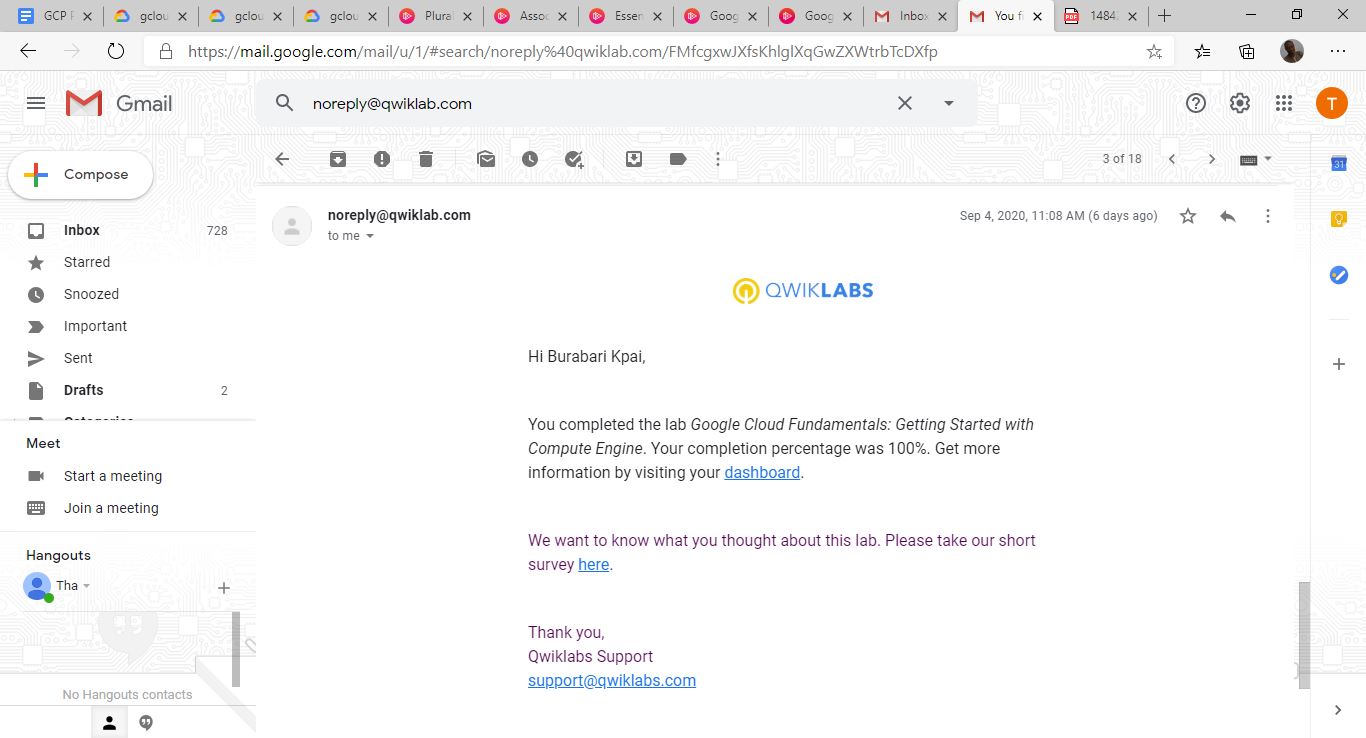 GCP P
gclou
gclou
gclou
Plural
Assoc
Essen
Goog
Goog
Inbox
You fi
PDF
1484
https://mail.google.com/mail/u/1/#search/noreply%40qwiklab.com/FMfcgxwJXfsKhlglXqGwZXWtrbTcDXfp
Gmail
noreply@qwiklab.com
T
Compose
3 of 18
31
Inbox 728
Starred
Snoozed
Important
Sent
Drafts 2
Categories
Meet
Start a meeting
Join a meeting
Hangouts
Tha
No Hangouts contacts
noreply@qwiklab.com
Sep 4, 2020, 11:08 AM (6 days ago)
to me
QWIKLABS
Hi Burabari Kpai,
You completed the lab Google Cloud Fundamentals: Getting Started with
Compute Engine. Your completion percentage was 100%. Get more
information by visiting your dashboard.
We want to know what you thought about this lab. Please take our short
survey here.
Thank you,
Qwiklabs Support
support@qwiklabs.com